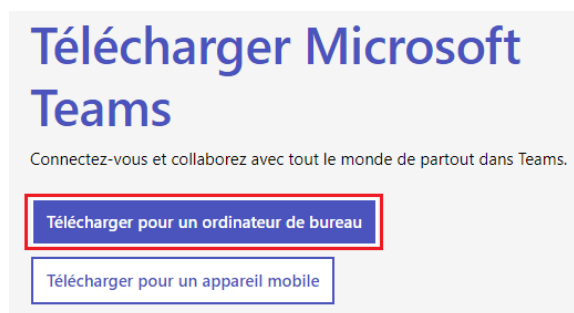 Télécharger Microsoft
Teams
Connectez-vous et collaborez avec tout le monde de partout dans Teams.
Télécharger pour un ordinateur de bureau
Télécharger pour un appareil mobile